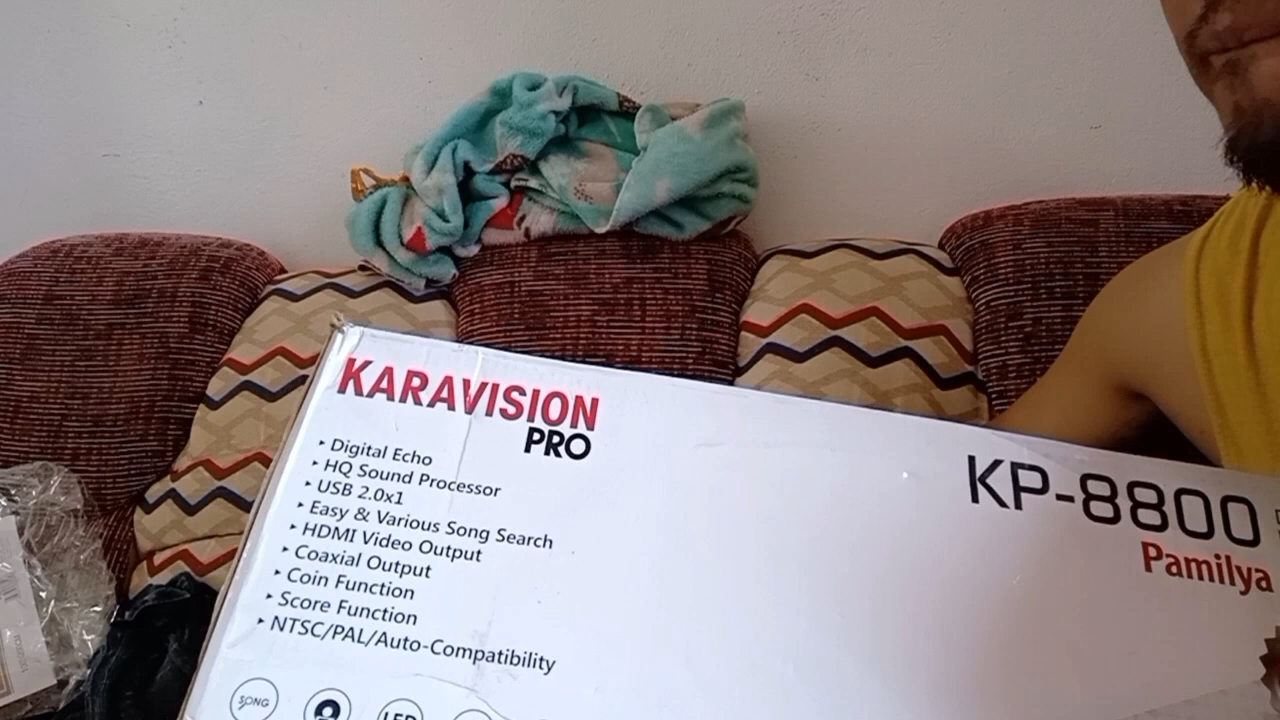 KARAVISION
PRO
‣ Digital Echo
‣ HQ Sound Processor
‣ USB 2.0x1
‣ Easy & Various Song Search
‣ HDMI Video Output
‣ Coaxial Output
‣ Coin Function
‣ Score Function
‣ NTSC/PAL/Auto-Compatibility
KP-8800
Pamilya
SONG
LED